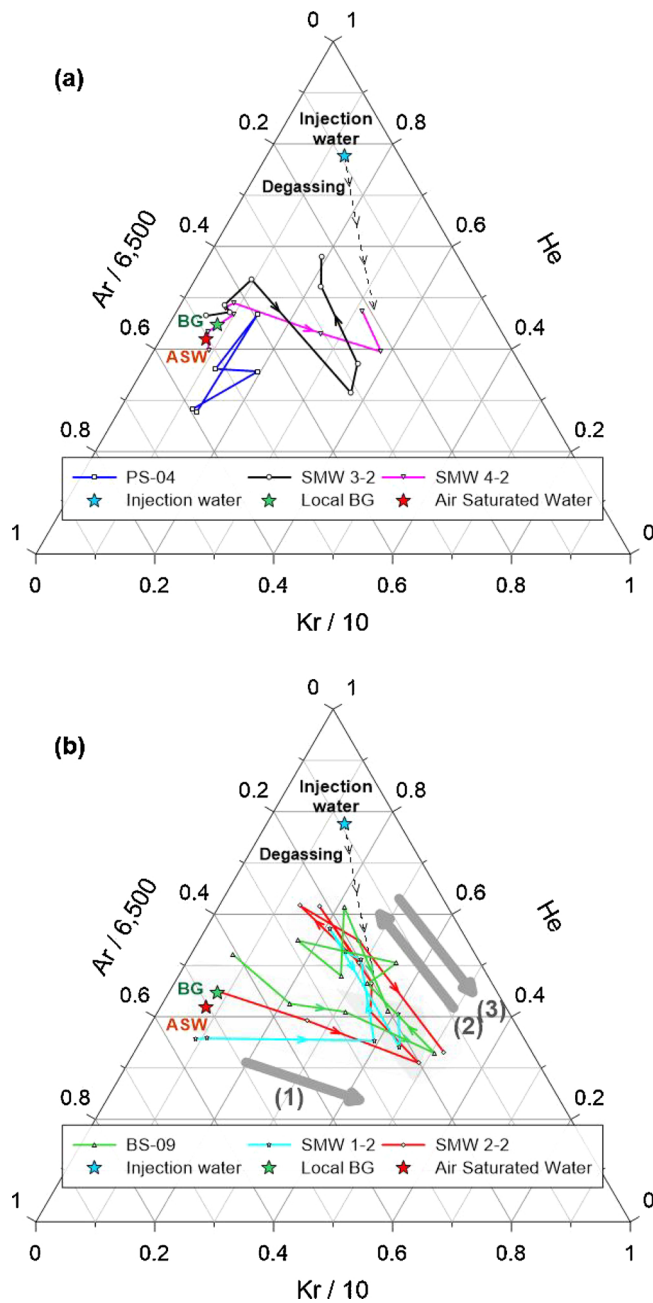 0 1
(a)
Injection
water
0.2 0.8
Degassing
Ar / 6,500
He
0.4 0.6
BG
ASW
0.6 0.4
0.8 0.2
PS-04 SMW 3-2 SMW 4-2
Injection water Local BG Air Saturated Water
1 0
0 0.2 0.4 0.6 0.8 1
Kr / 10
0 1
(b)
Injection
water
0.2 0.8
Degassing
Ar / 6,500
He
0.4 0.6
BG
ASW
0.6 0.4
(3)
(2)
(1)
0.8 0.2
BS-09 SMW 1-2 SMW 2-2
Injection water Local BG Air Saturated Water
1 0
0 0.2 0.4 0.6 0.8 1
Kr / 10